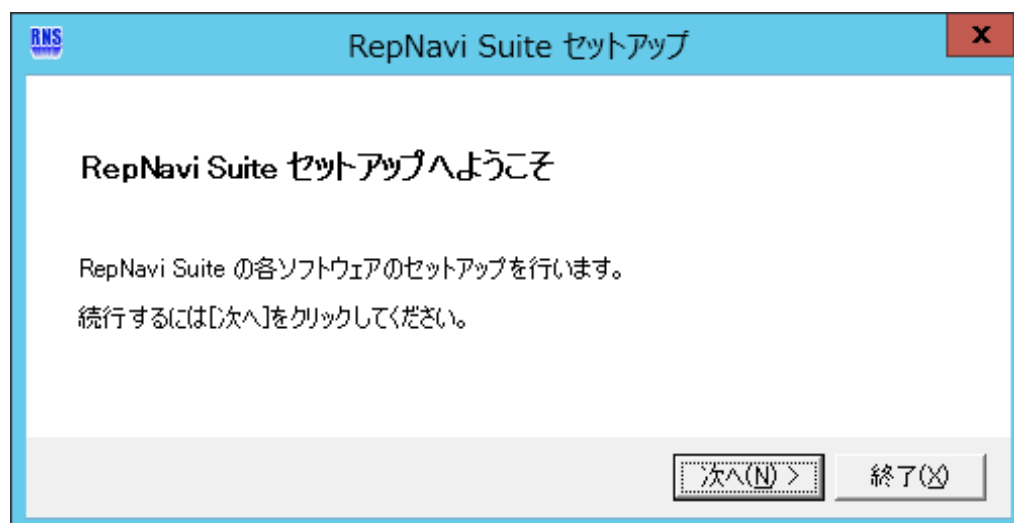 RNS
RepNavi Suite セットアップ
x
RepNavi Suite セットアップへようこそ
RepNavi Suite の各ソフトウェアのセットアップを行います。
続行するには[次へ]をクリックしてください。
次へ(N) >
終了(X)